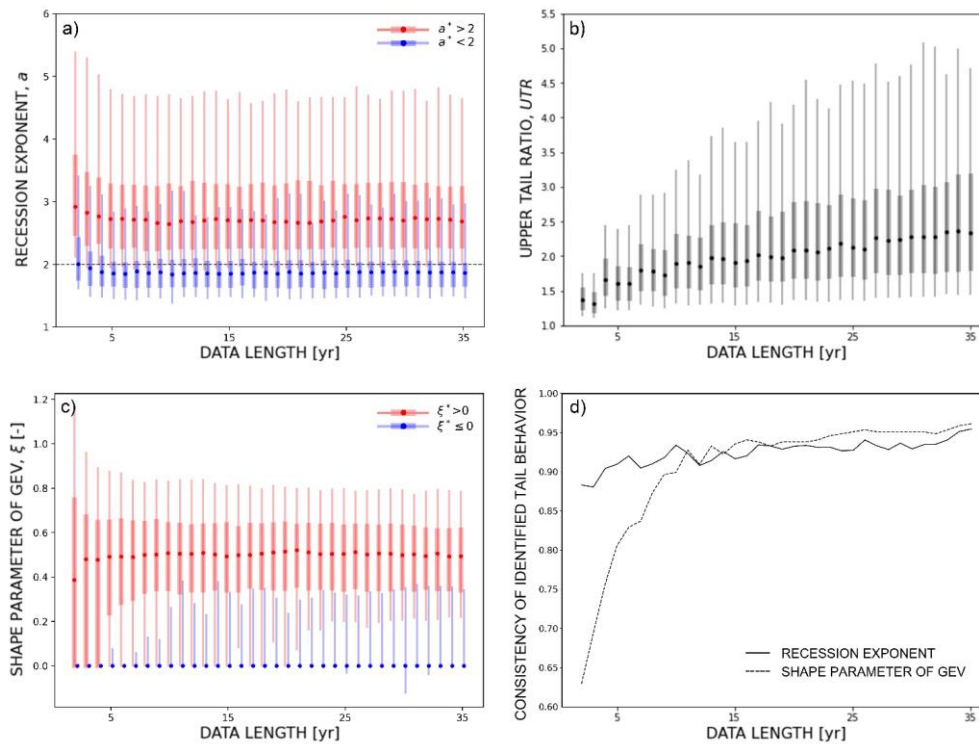 a)
a* > 2
a* < 2
RECESSION EXPONENT, a
6
5
4
3
2
1
5
15
25
35
DATA LENGTH [yr]
b)
UPPER TAIL RATIO, UTR
5.5
5.0
4.5
4.0
3.5
3.0
2.5
2.0
1.5
1.0
5
15
25
35
DATA LENGTH [yr]
c)
ξ* > 0
ξ* ≦ 0
SHAPE PARAMETER OF GEV, ξ [-]
1.2
1.0
0.8
0.6
0.4
0.2
0.0
5
15
25
35
DATA LENGTH [yr]
d)
CONSISTENCY OF IDENTIFIED TAIL BEHAVIOR
1.00
0.95
0.90
0.85
0.80
0.75
0.70
0.65
0.60
RECESSION EXPONENT
SHAPE PARAMETER OF GEV
5
15
25
35
DATA LENGTH [yr]